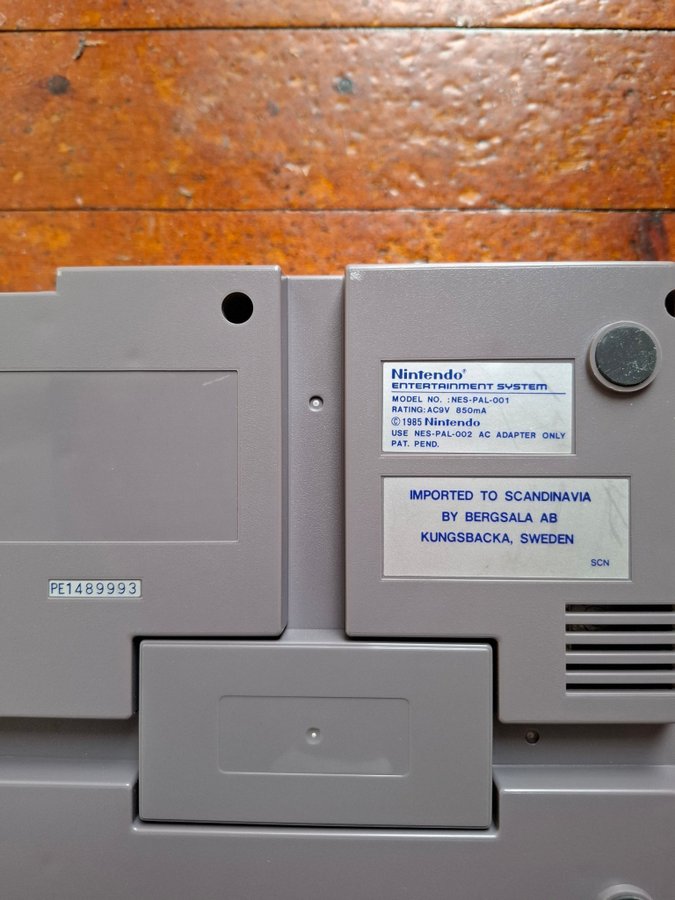 Nintendo®
ENTERTAINMENT SYSTEM
MODEL NO. :NES-PAL-001
RATING:AC9V 850mA
©1985 Nintendo
USE NES-PAL-002 AC ADAPTER ONLY
PAT. PEND.
IMPORTED TO SCANDINAVIA
BY BERGSALA AB
KUNGSBACKA, SWEDEN
SCN
PE1489993